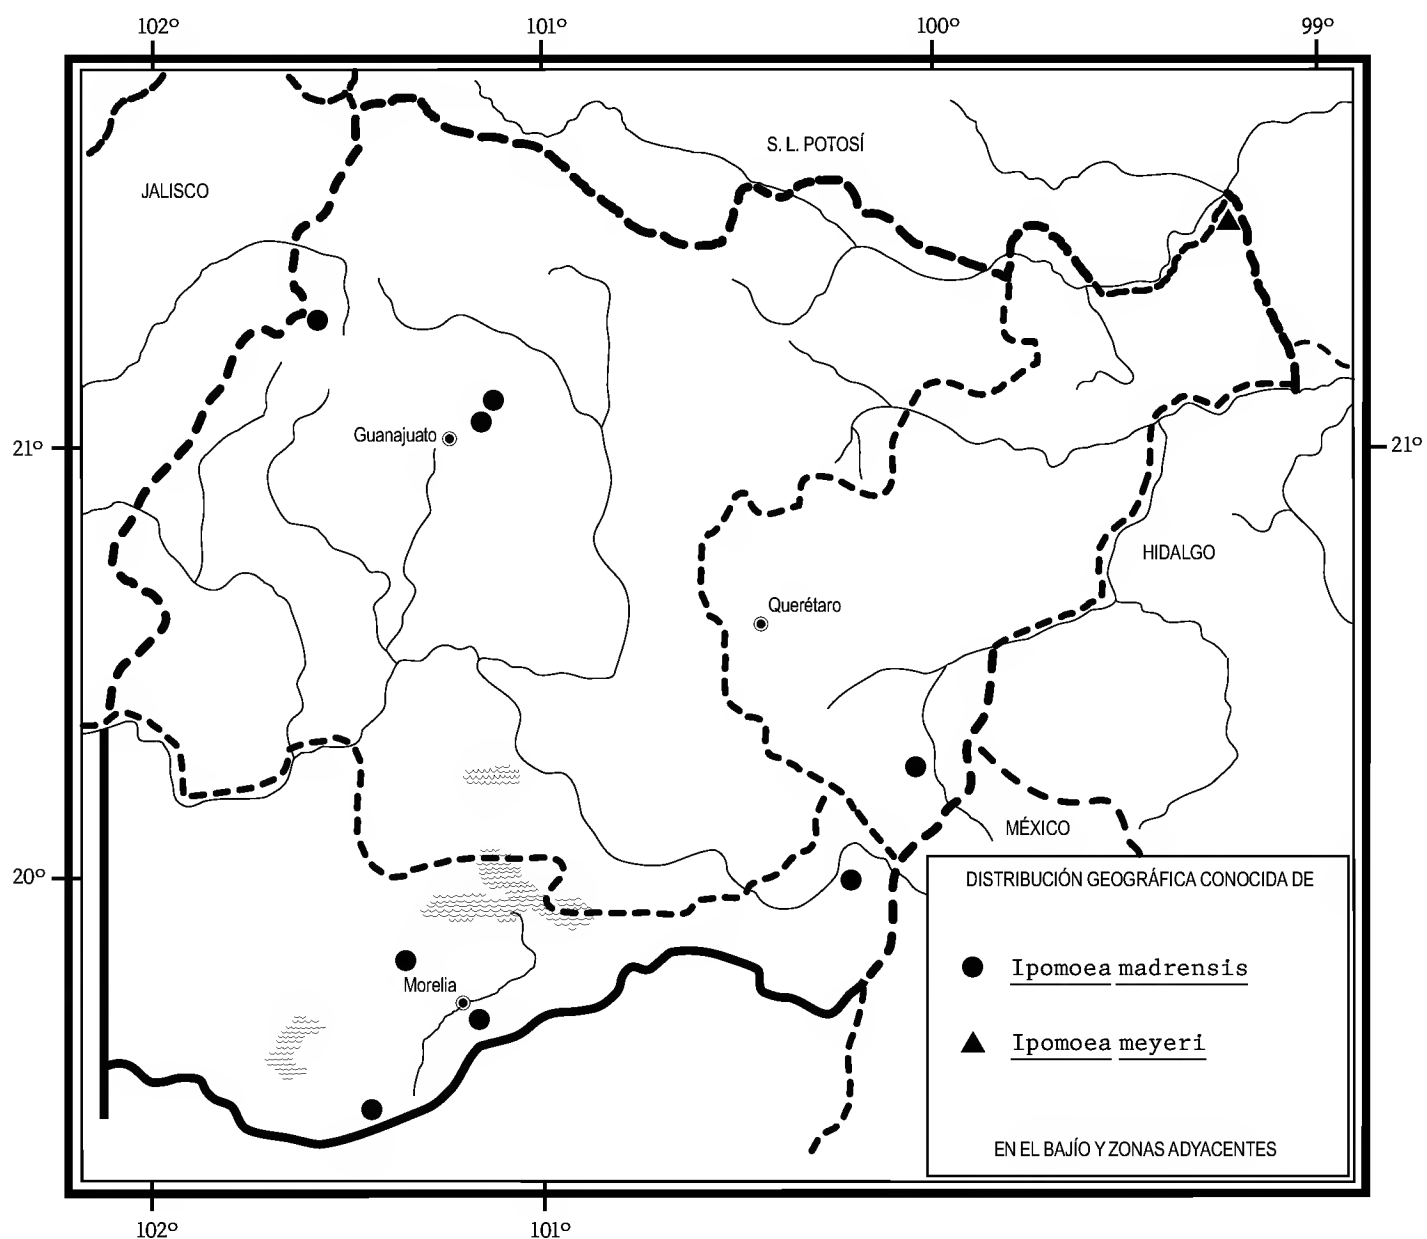 102º 101º 100º 99º
S. L. POTOSÍ
JALISCO
Guanajuato
21º 21º
HIDALGO
Querétaro
MÉXICO
20º
DISTRIBUCIÓN GEOGRÁFICA CONOCIDA DE
Ipomoea madrensis
Morelia
Ipomoea meyeri
EN EL BAJÍO Y ZONAS ADYACENTES
102º 101º